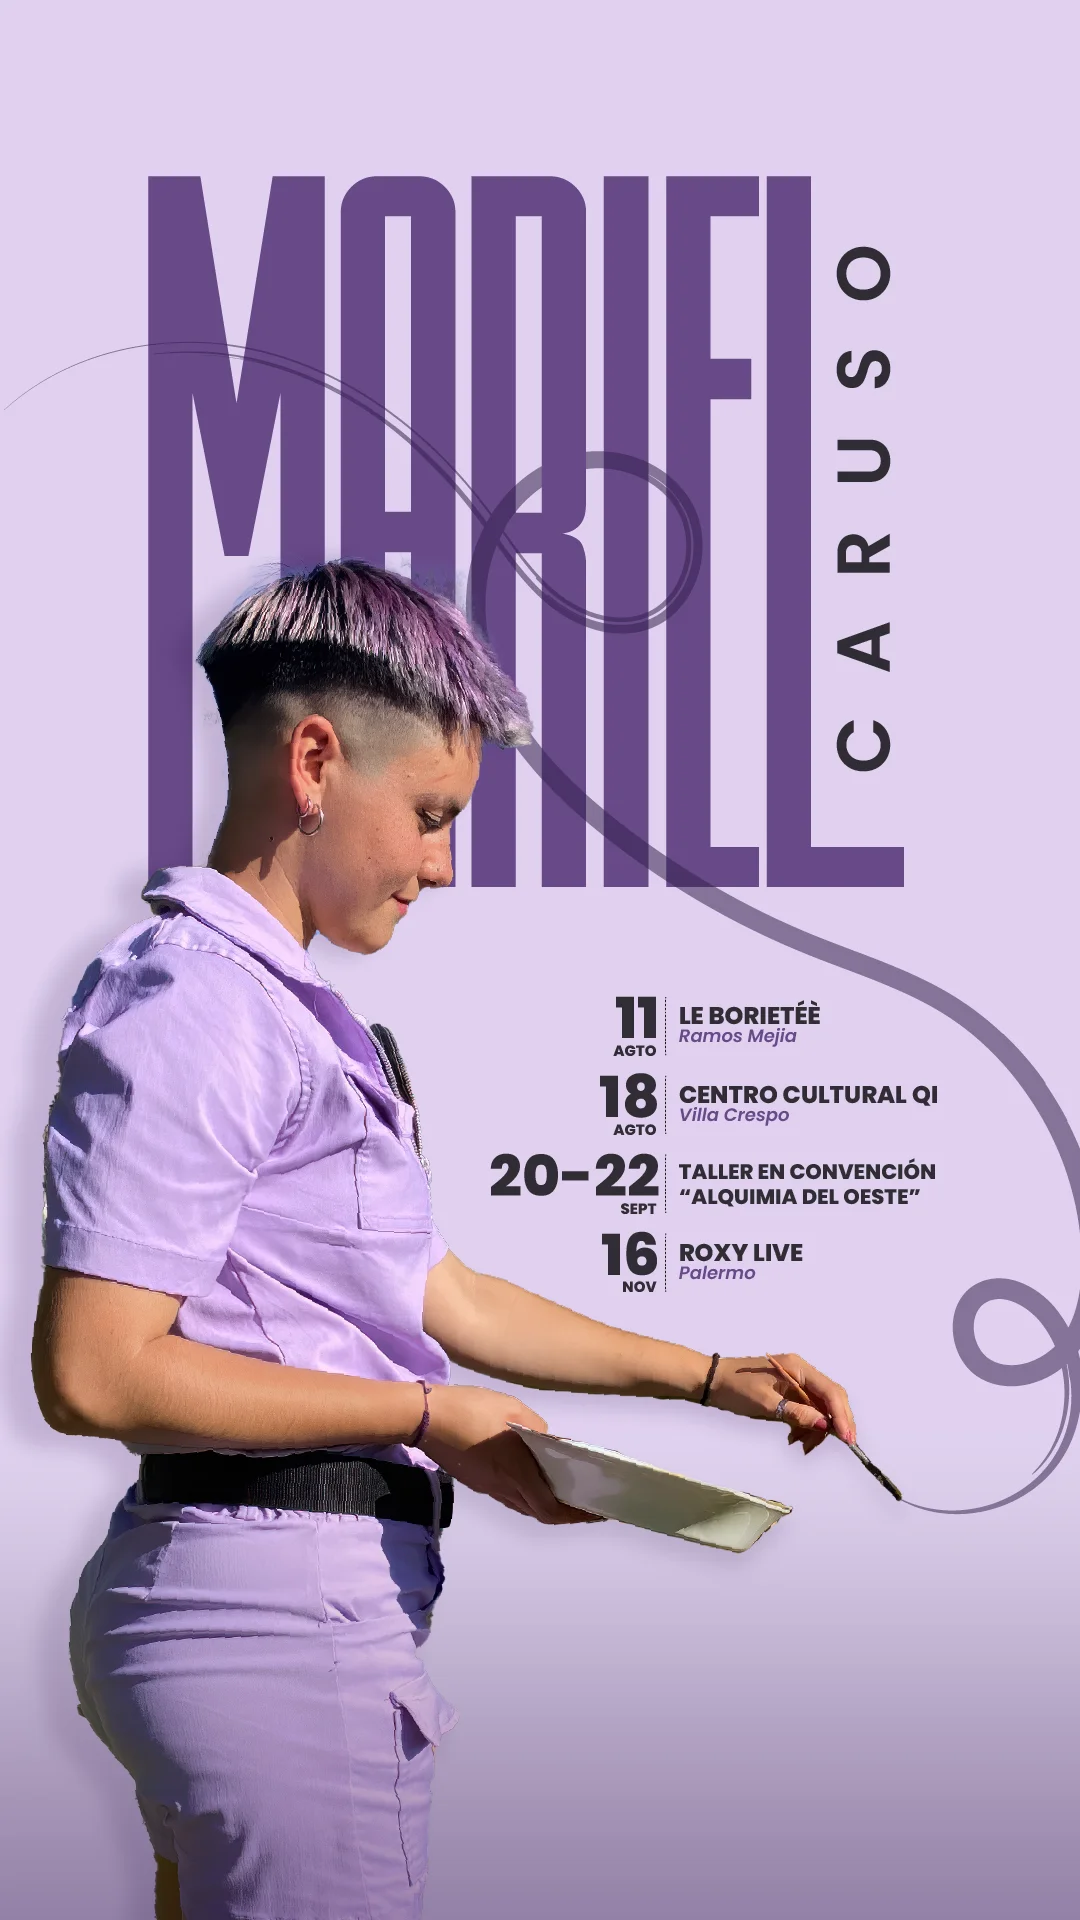 MARIEL
CARUSO
11
AGTO
LE BORIETÉÈ
Ramos Mejia
18
AGTO
CENTRO CULTURAL QI
Villa Crespo
20-22
SEPT
TALLER EN CONVENCIÓN
“ALQUIMIA DEL OESTE”
16
NOV
ROXY LIVE
Palermo